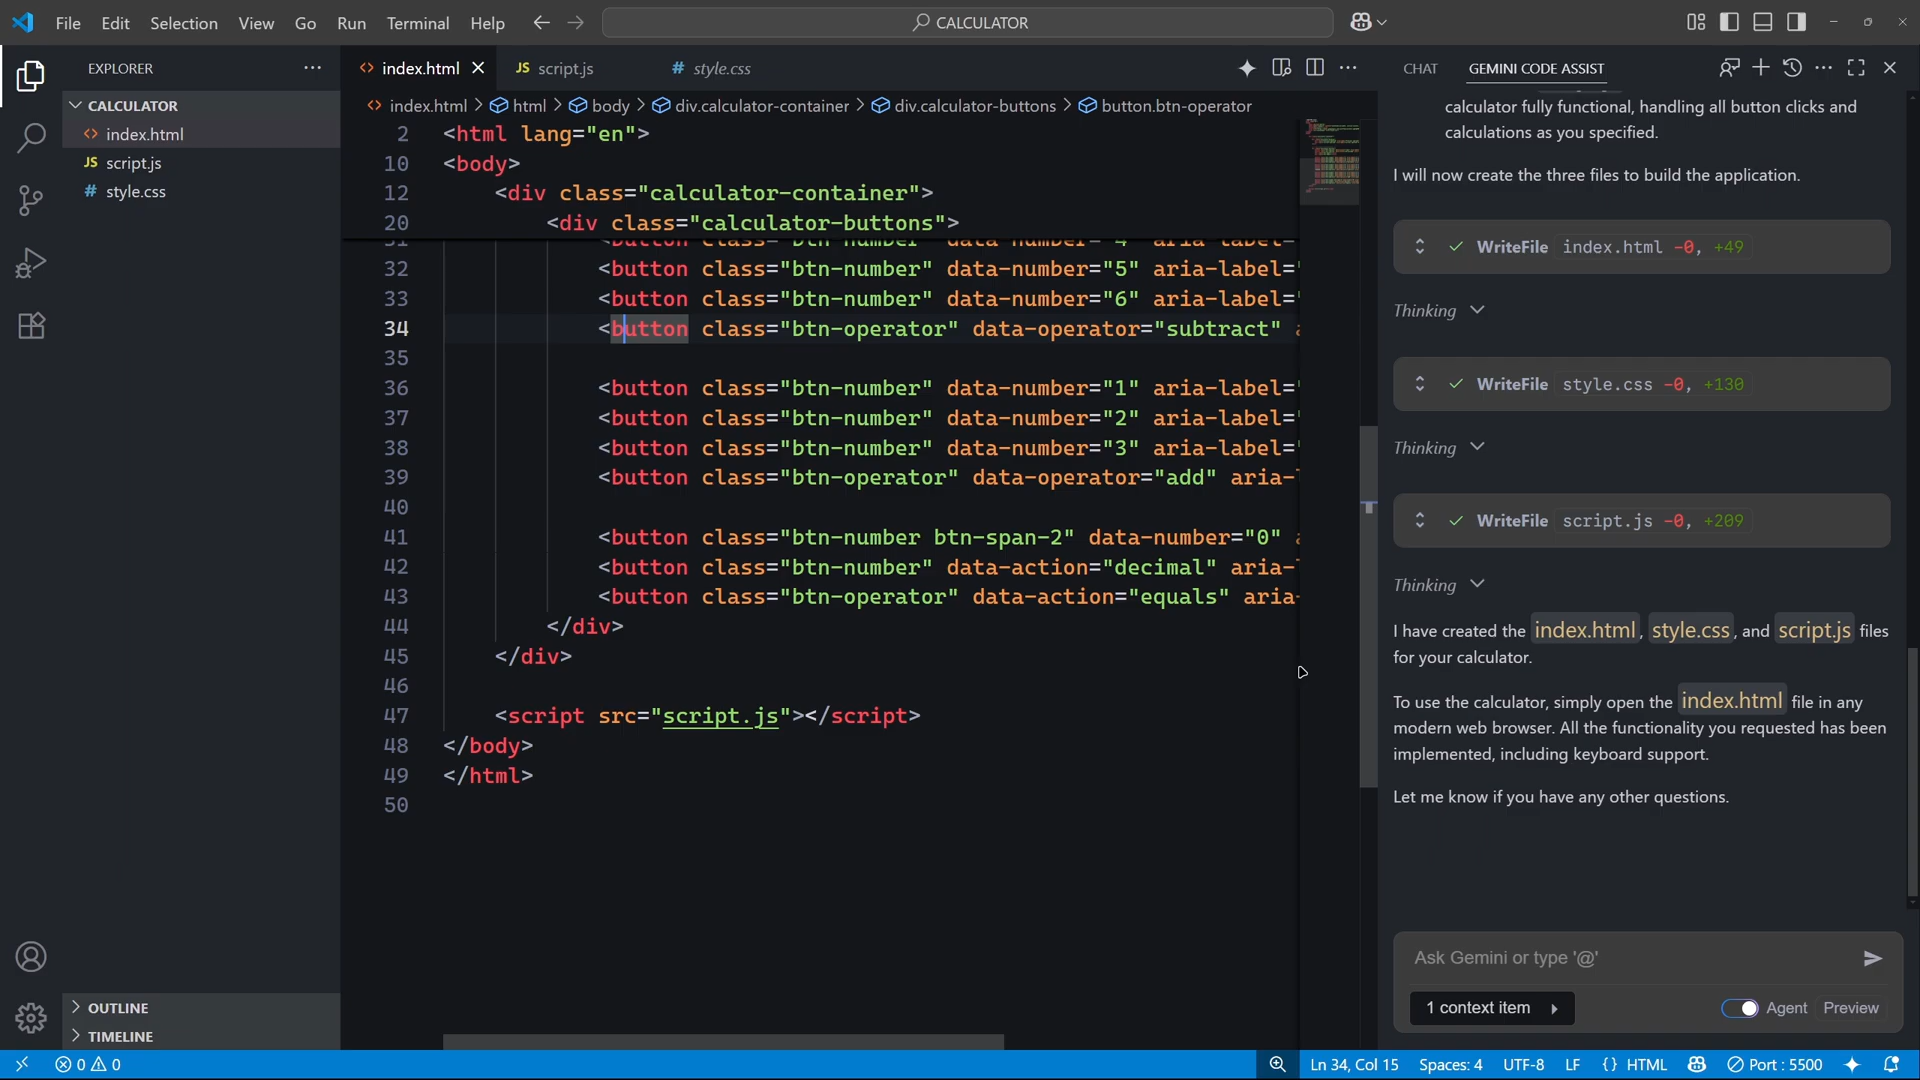 File Edit Selection View Go Run Terminal Help CALCULATOR
EXPLORER
CALCULATOR
index.html
JS script.js
# style.css
OUTLINE
TIMELINE
index.html JS script.js # style.css
index.html > html > body > div.calculator-container > div.calculator-buttons > button.btn-operator
2 <html lang="en">
10 <body>
12 <div class="calculator-container">
20 <div class="calculator-buttons">
31 <button class="btn-number" data-number="4" aria-label=
32 <button class="btn-number" data-number="5" aria-label="
33 <button class="btn-number" data-number="6" aria-label="
34 <button class="btn-operator" data-operator="subtract" a
35
36 <button class="btn-number" data-number="1" aria-label="
37 <button class="btn-number" data-number="2" aria-label="
38 <button class="btn-number" data-number="3" aria-label="
39 <button class="btn-operator" data-operator="add" aria-l
40
41 <button class="btn-number btn-span-2" data-number="0" a
42 <button class="btn-number" data-action="decimal" aria-l
43 <button class="btn-operator" data-action="equals" aria-
44 </div>
45 </div>
46
47 <script src="script.js"></script>
48 </body>
49 </html>
50
CHAT GEMINI CODE ASSIST
calculator fully functional, handling all button clicks and
calculations as you specified.
I will now create the three files to build the application.
WriteFile index.html -0, +49
Thinking
WriteFile style.css -0, +130
Thinking
WriteFile script.js -0, +209
Thinking
I have created the index.html, style.css, and script.js files
for your calculator.
To use the calculator, simply open the index.html file in any
modern web browser. All the functionality you requested has been
implemented, including keyboard support.
Let me know if you have any other questions.
Ask Gemini or type '@'
1 context item Agent Preview
0 0 Ln 34, Col 15 Spaces: 4 UTF-8 LF {} HTML Port : 5500